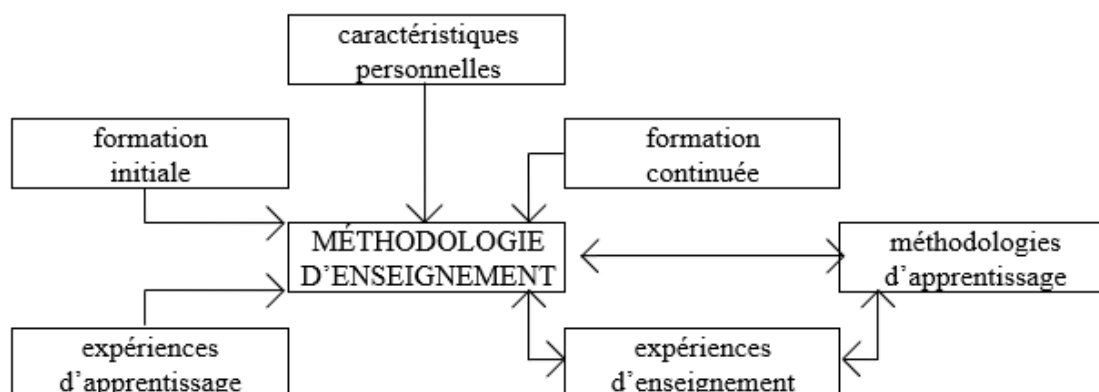 caractéristiques
personnelles
formation
initiale
formation
continuée
MÉTHODOLOGIE
D’ENSEIGNEMENT
méthodologies
d’apprentissage
expériences
d’apprentissage
expériences
d’enseignement